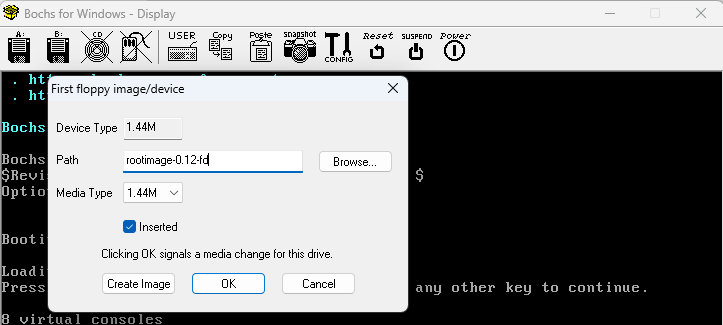 Bochs for Windows - Display
A: B: CD USER Copy Paste snapshot CONFIG Reset SUSPEND Power
. ht
. ht
First floppy image/device
Device Type 1.44M
Bochs
Path rootimage-0.12-fd Browse...
Bochs
$Revis $
Media Type 1.44M
Option
Inserted
Booti
Clicking OK signals a media change for this drive.
Loadi
Create Image OK Cancel
Press any other key to continue.
8 virtual consoles